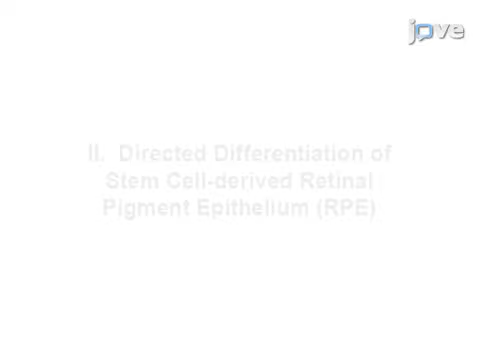 jove
II. Directed Differentiation of
Stem Cell-derived Retinal
Pigment Epithelium (RPE)